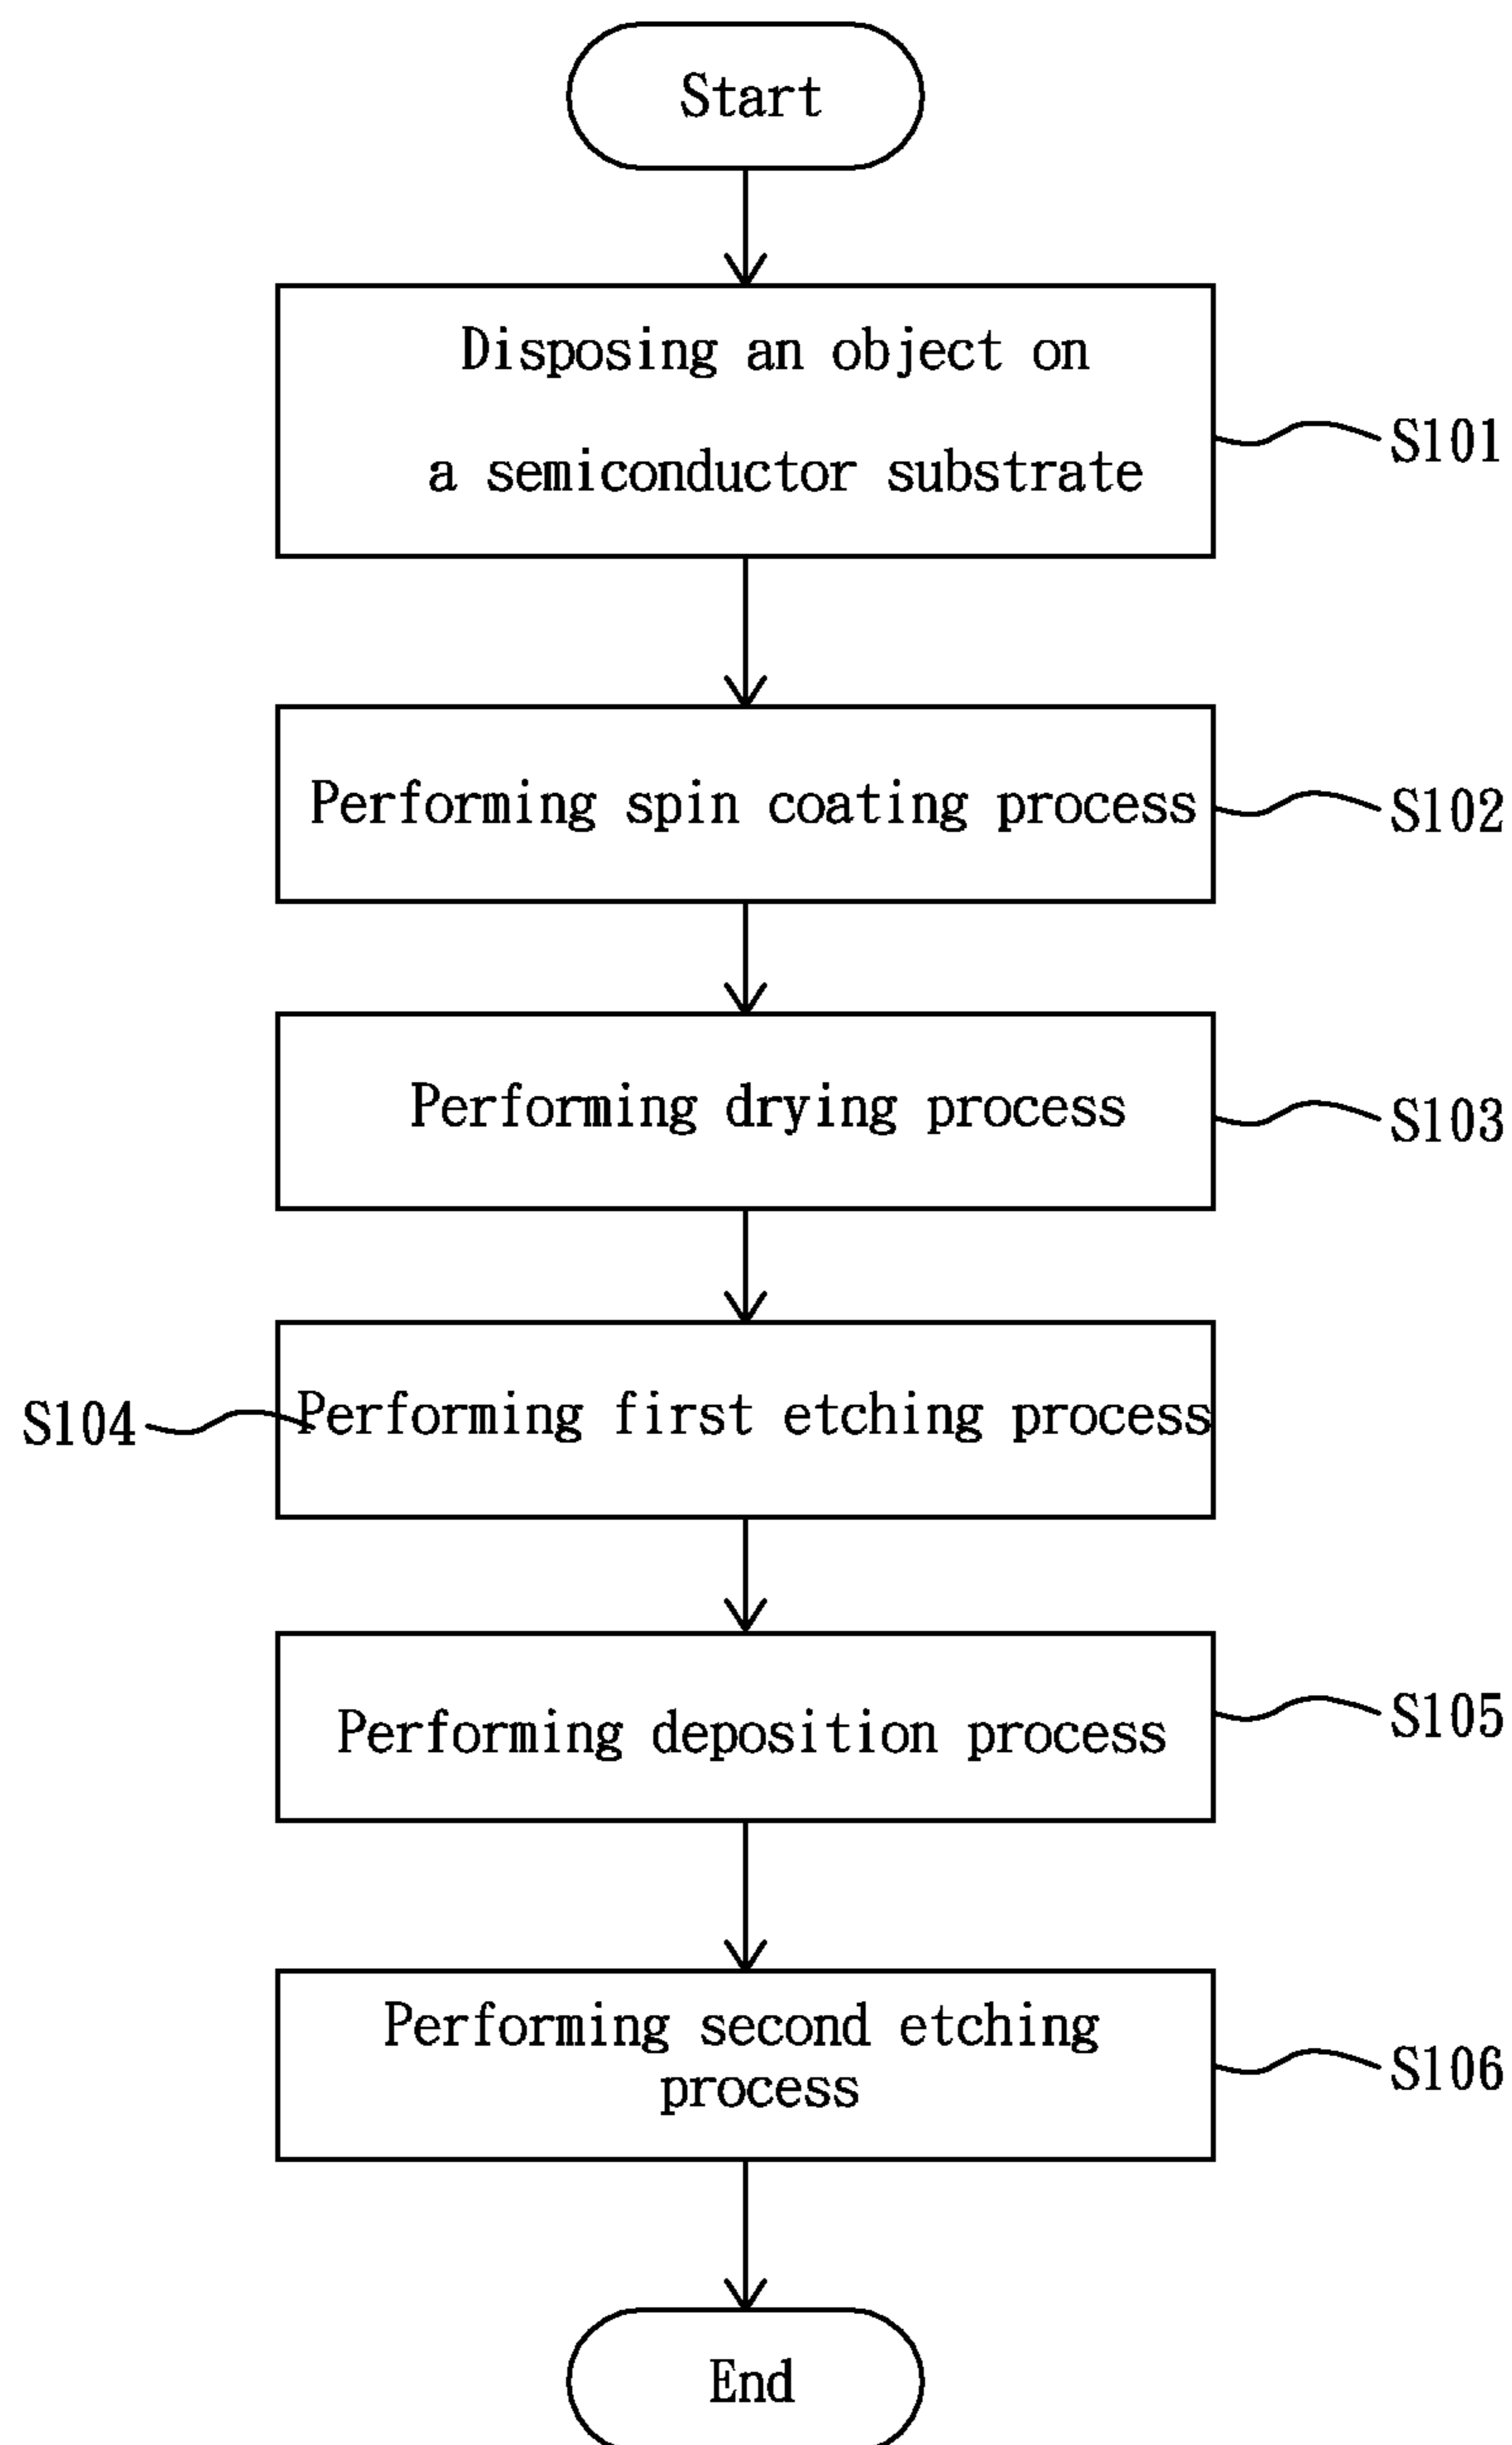 Start
Disposing an object on
a semiconductor substrate
S101
Performing spin coating process
S102
Performing drying process
S103
S104
Performing first etching process
Performing deposition process
S105
Performing second etching
process
S106
End